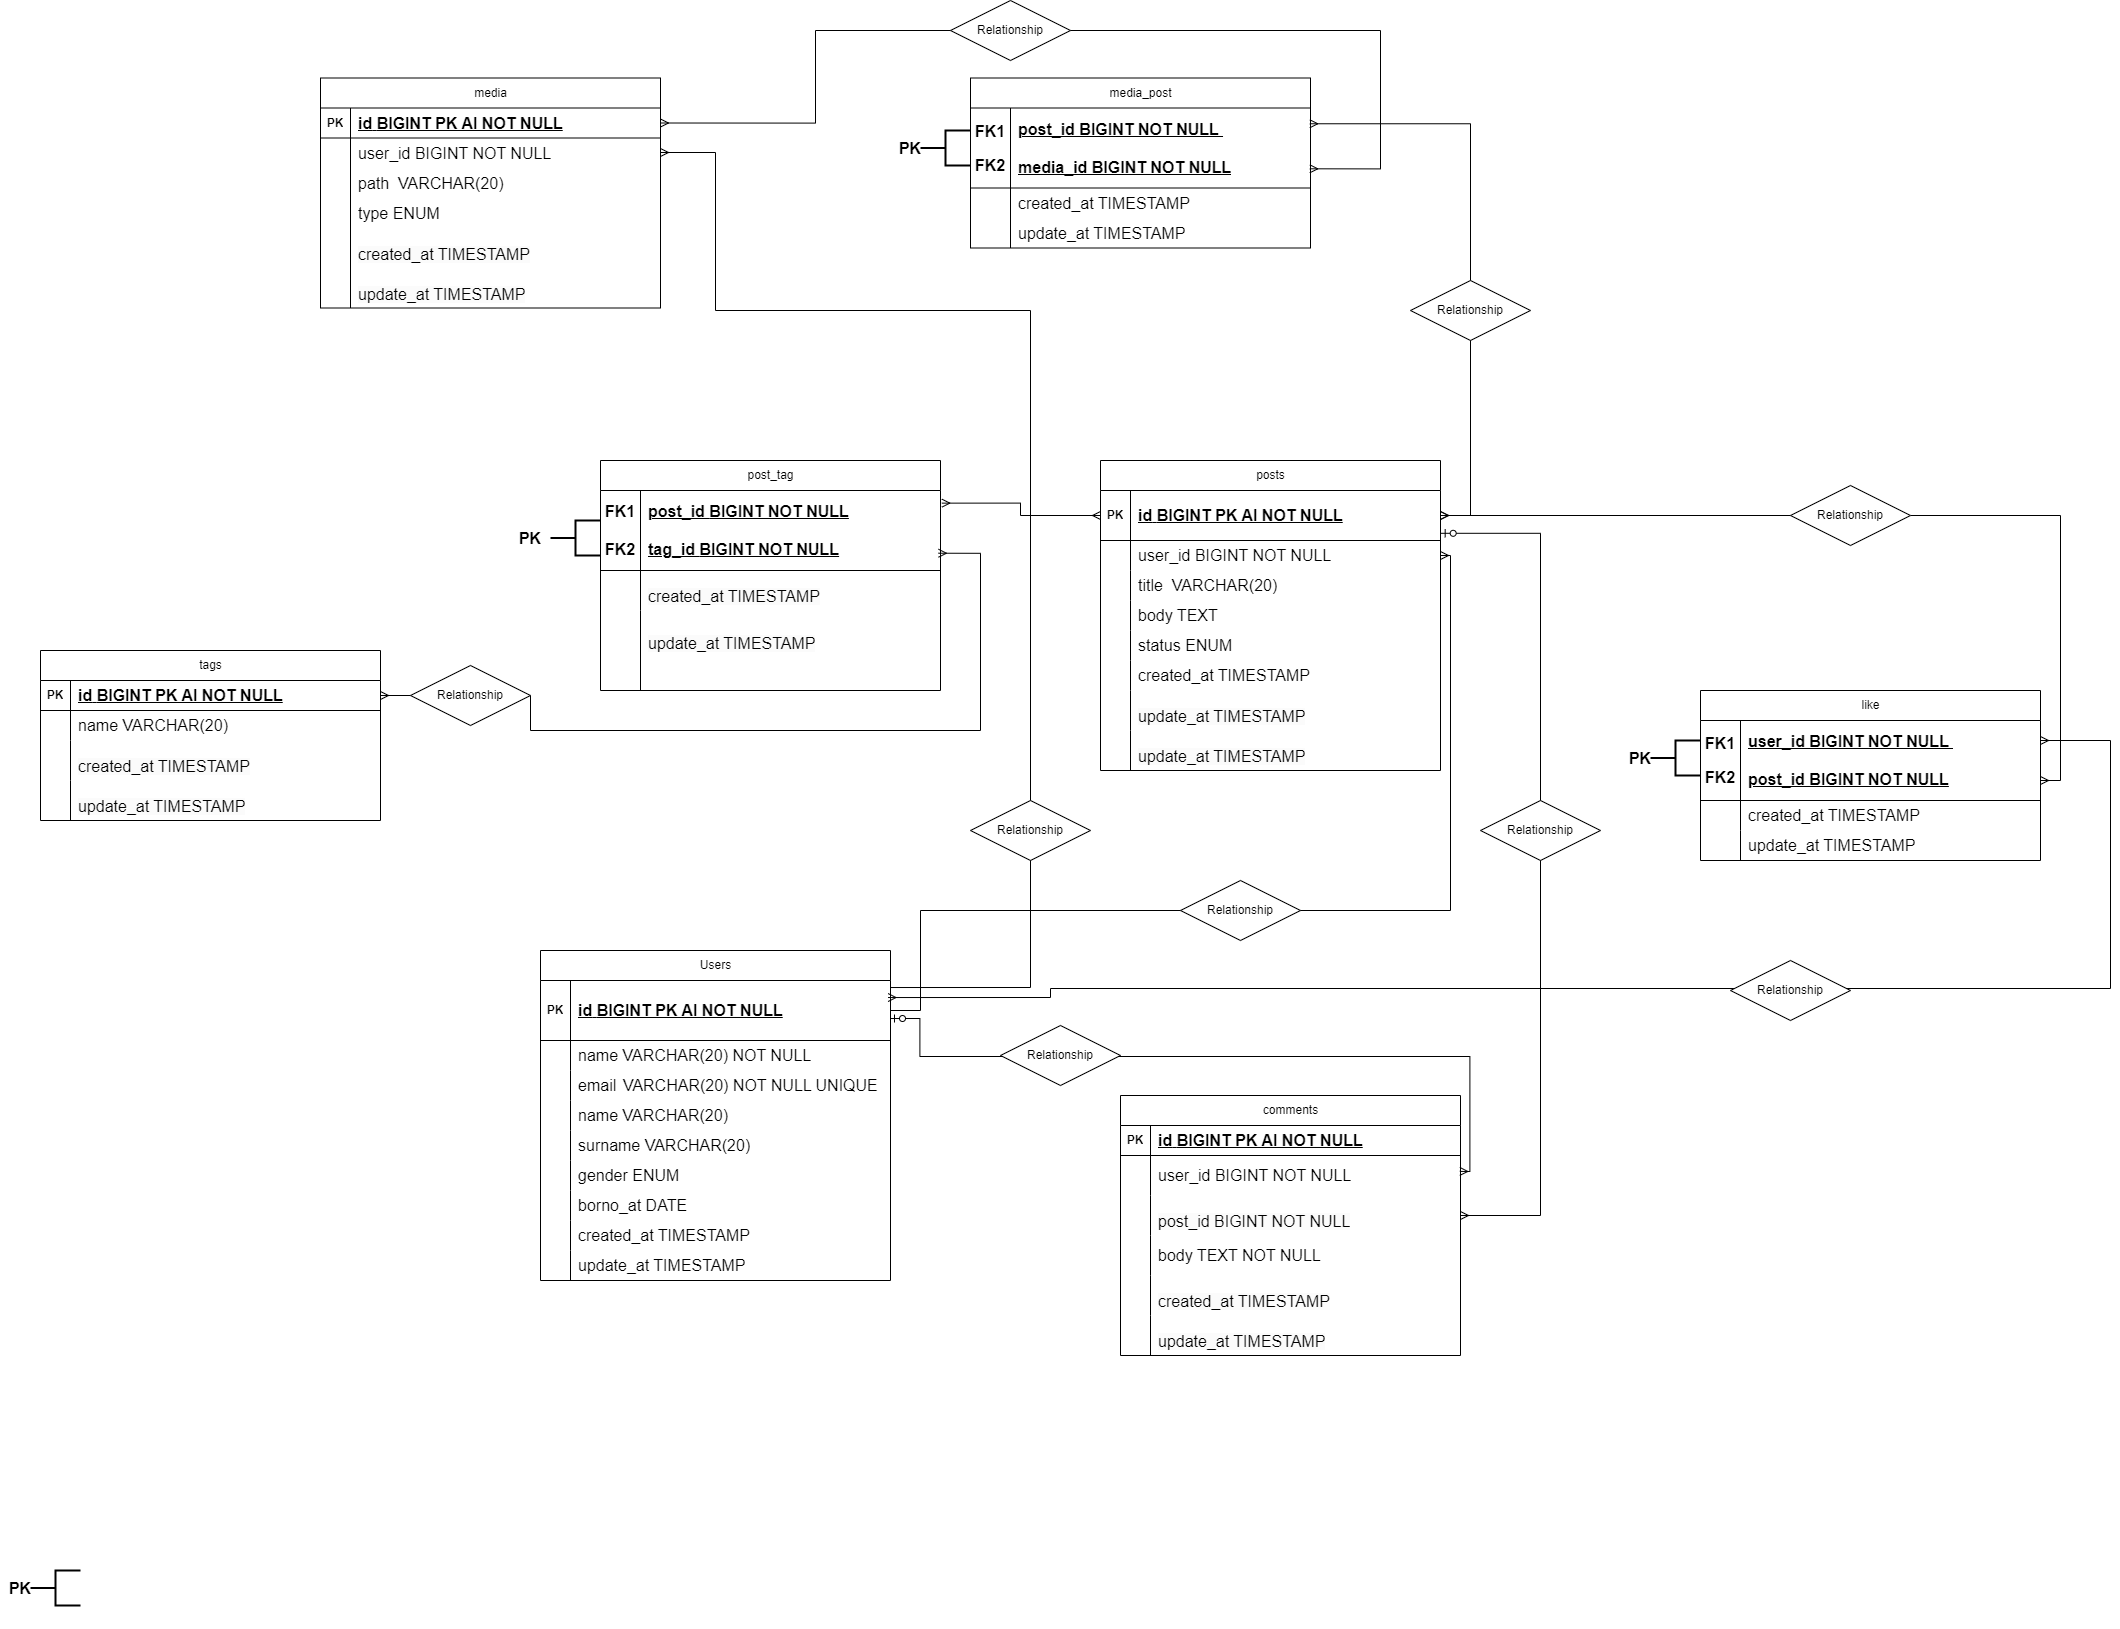 Relationship
media
PK
id BIGINT PK AI NOT NULL
user_id BIGINT NOT NULL
path VARCHAR(20)
type ENUM
created_at TIMESTAMP
update_at TIMESTAMP
media_post
PK
FK1
post_id BIGINT NOT NULL
FK2
media_id BIGINT NOT NULL
created_at TIMESTAMP
update_at TIMESTAMP
Relationship
post_tag
PK
FK1
post_id BIGINT NOT NULL
FK2
tag_id BIGINT NOT NULL
created_at TIMESTAMP
update_at TIMESTAMP
posts
PK
id BIGINT PK AI NOT NULL
user_id BIGINT NOT NULL
title VARCHAR(20)
body TEXT
status ENUM
created_at TIMESTAMP
update_at TIMESTAMP
update_at TIMESTAMP
Relationship
tags
PK
id BIGINT PK AI NOT NULL
name VARCHAR(20)
created_at TIMESTAMP
update_at TIMESTAMP
Relationship
like
PK
FK1
user_id BIGINT NOT NULL
FK2
post_id BIGINT NOT NULL
created_at TIMESTAMP
update_at TIMESTAMP
Relationship
Relationship
Relationship
Users
PK
id BIGINT PK AI NOT NULL
name VARCHAR(20) NOT NULL
email VARCHAR(20) NOT NULL UNIQUE
name VARCHAR(20)
surname VARCHAR(20)
gender ENUM
borno_at DATE
created_at TIMESTAMP
update_at TIMESTAMP
Relationship
Relationship
comments
PK
id BIGINT PK AI NOT NULL
user_id BIGINT NOT NULL
post_id BIGINT NOT NULL
body TEXT NOT NULL
created_at TIMESTAMP
update_at TIMESTAMP
PK